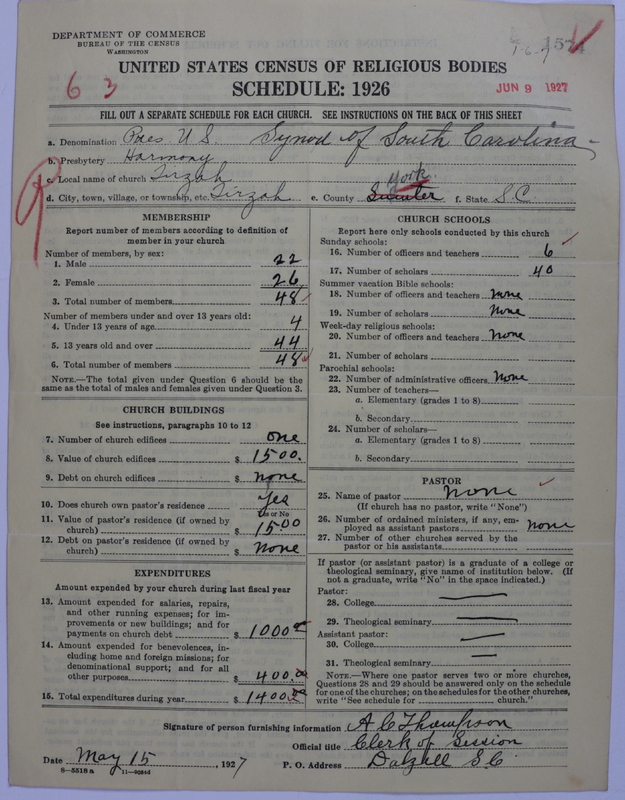 DEPARTMENT OF COMMERCE
BUREAU OF THE CENSUS
WASHINGTON
1574
UNITED STATES CENSUS OF RELIGIOUS BODIES
SCHEDULE: 1926
63
JUN 9 1927
FILL OUT A SEPARATE SCHEDULE FOR EACH CHURCH. SEE INSTRUCTIONS ON THE BACK OF THIS SHEET
a. Denomination Pres U S. Synod of South Carolina
b. Presbytery Harmony
c. Local name of church Tirzah
d. City, town, village, or township, etc. Tirzah e. County Sumter York f. State S.C.
MEMBERSHIP
Report number of members according to definition of member in your church
Number of members, by sex:
1. Male 22
2. Female 26
3. Total number of members 48
Number of members under and over 13 years old:
4. Under 13 years of age 4
5. 13 years old and over 44
6. Total number of members 48
NOTE.—The total given under Question 6 should be the
same as the total of males and females given under Question 3.
CHURCH BUILDINGS
See instructions, paragraphs 10 to 12
7. Number of church edifices one
8. Value of church edifices $ 1500.
9. Debt on church edifices $ none
10. Does church own pastor's residence Yes
Yes or No
11. Value of pastor's residence (if owned by
church) $ 1500
12. Debt on pastor's residence (if owned by
church) $ none
EXPENDITURES
Amount expended by your church during last fiscal year
13. Amount expended for salaries, repairs,
and other running expenses; for im-
provements or new buildings; and for
payments on church debt $ 1000.00
14. Amount expended for benevolences, in-
cluding home and foreign missions; for
denominational support; and for all
other purposes $ 400.00
15. Total expenditures during year $ 1400.00
CHURCH SCHOOLS
Report here only schools conducted by this church
Sunday schools:
16. Number of officers and teachers 6
17. Number of scholars 40
Summer vacation Bible schools:
18. Number of officers and teachers none
19. Number of scholars none
Week-day religious schools:
20. Number of officers and teachers none
21. Number of scholars
Parochial schools:
22. Number of administrative officers none
23. Number of teachers—
a. Elementary (grades 1 to 8)
b. Secondary
24. Number of scholars—
a. Elementary (grades 1 to 8)
b. Secondary
PASTOR
25. Name of pastor none
(If church has no pastor, write "None")
26. Number of ordained ministers, if any, em-
ployed as assistant pastors none
27. Number of other churches served by the
pastor or his assistants
If pastor (or assistant pastor) is a graduate of a college or
theological seminary, give name of institution below. (If
not a graduate, write "No" in the space indicated.)
Pastor:
28. College
29. Theological seminary
Assistant pastor:
30. College
31. Theological seminary
NOTE.—Where one pastor serves two or more churches,
Questions 28 and 29 should be answered only on the schedule
for one of the churches; on the schedules for the other churches,
write "See schedule for church."
Signature of person furnishing information A C Thompson
Official title Clerk of Session
Date May 15, 1927 P. O. Address Dalzell S.C.
8—5518 a